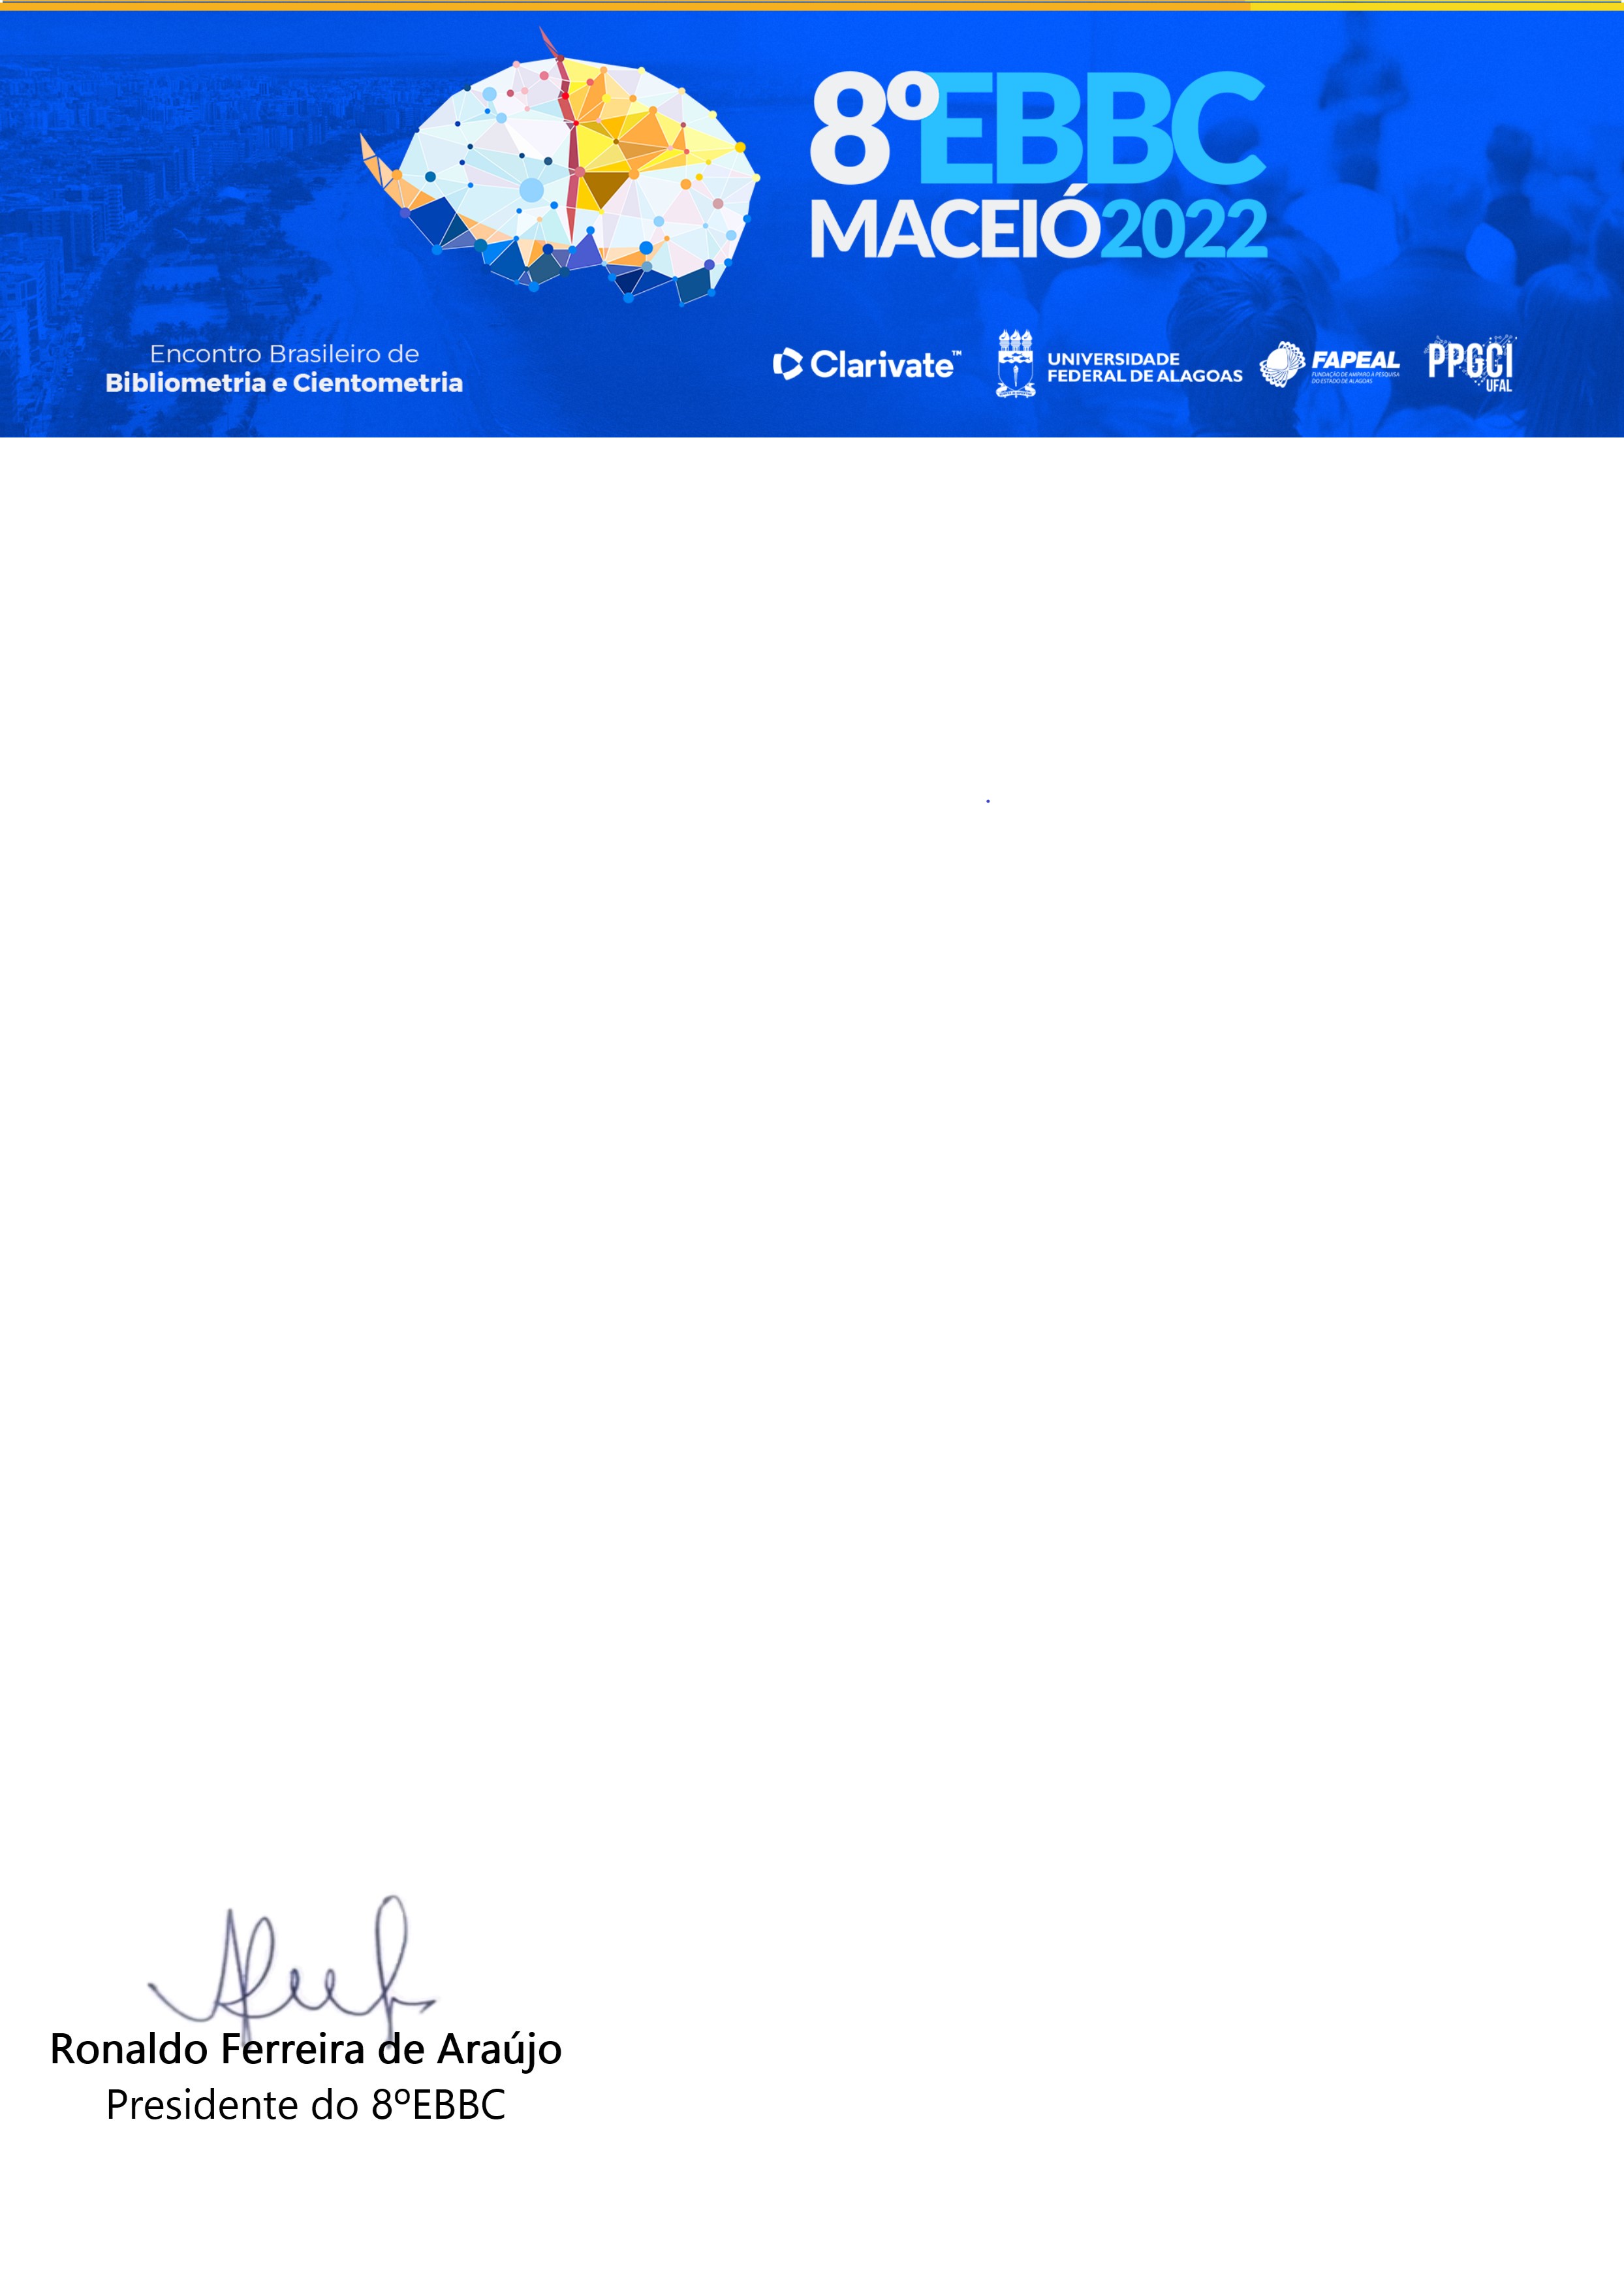 8ºEBBC
MACEIÓ2022
Encontro Brasileiro de
Bibliometria e Cientometria
Clarivate™
UNIVERSIDADE
FEDERAL DE ALAGOAS
FAPEAL
FUNDAÇÃO DE AMPARO À PESQUISA
DO ESTADO DE ALAGOAS
PPGCI
UFAL
Ronaldo Ferreira de Araújo
Presidente do 8ºEBBC